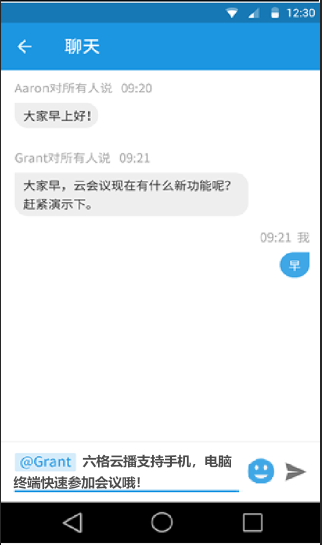 12:30
聊天
Aaron对所有人说 09:20
大家早上好！
Grant对所有人说 09:21
大家早，云会议现在有什么新功能呢？
赶紧演示下。
09:21 我
早
@Grant 六格云播支持手机，电脑
终端快速参加会议哦！